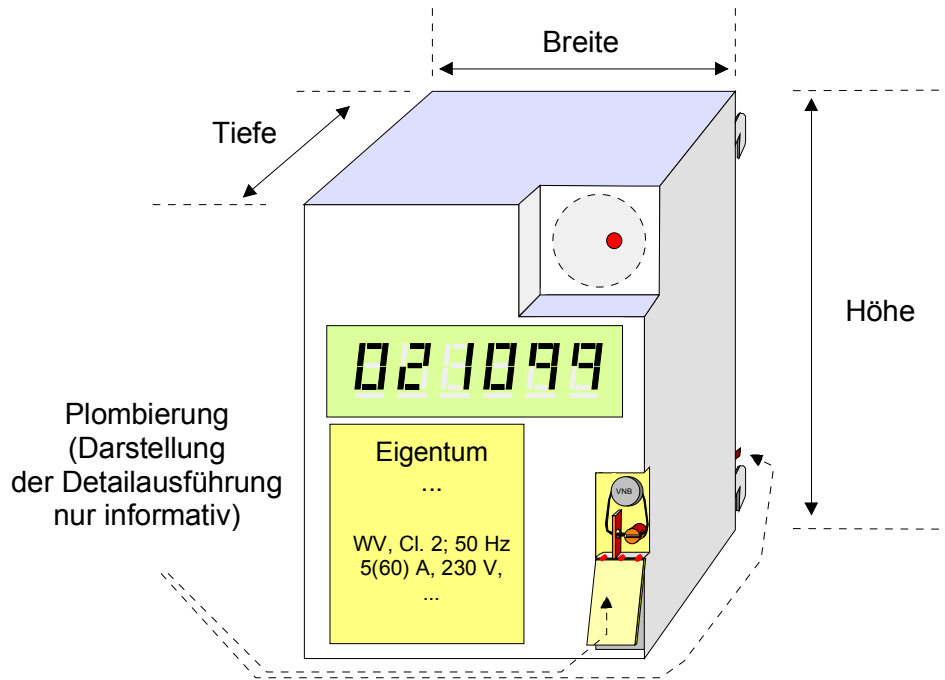 Breite
Tiefe
Höhe
021099
Plombierung
(Darstellung
der Detailausführung
nur informativ)
Eigentum
...
WV, Cl. 2; 50 Hz
5(60) A, 230 V,
...
VNB